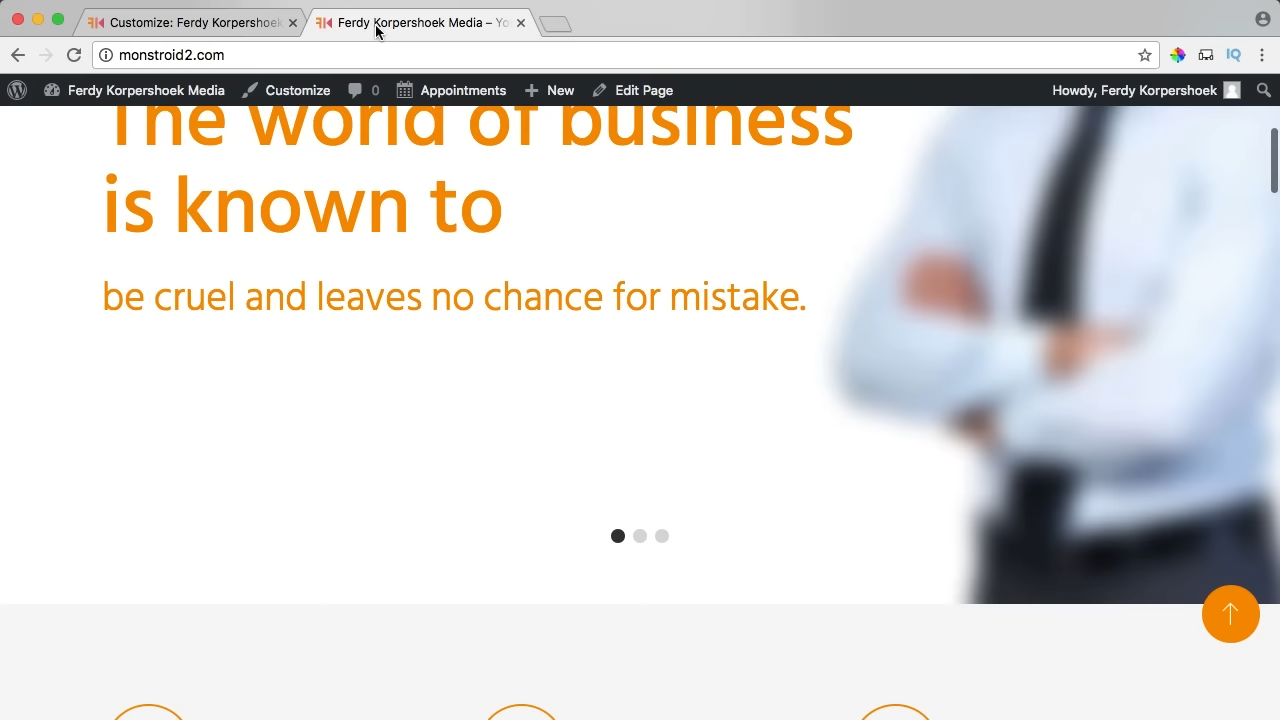 Customize: Ferdy Korpershoek
Ferdy Korpershoek Media – Yo
monstroid2.com
Ferdy Korpershoek Media Customize 0 Appointments New Edit Page Howdy, Ferdy Korpershoek
The world of business
is known to
be cruel and leaves no chance for mistake.